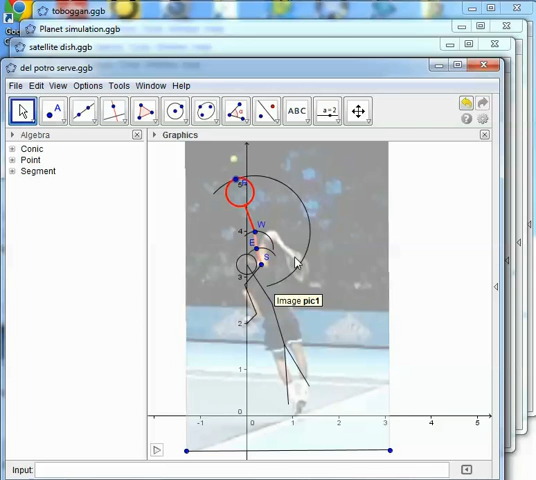 toboggan.ggb
Planet simulation.ggb
satellite dish.ggb
del potro serve.ggb
File Edit View Options Tools Window Help
A
ABC
a=2
Algebra
Graphics
Conic
Point
Segment
5
4
W
E
S
3
Image pic1
2
1
0
-1 0 1 2 3 4 5
Input: